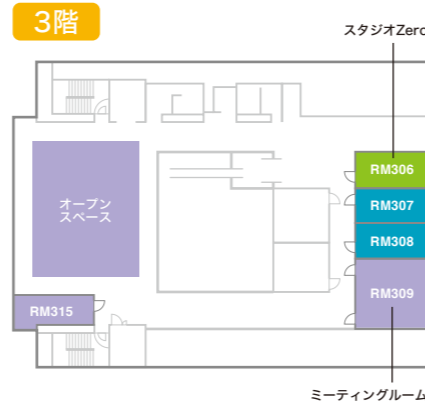 3階
スタジオZero
RM306
RM307
オープン
スペース
RM308
RM309
RM315
ミーティングルーム